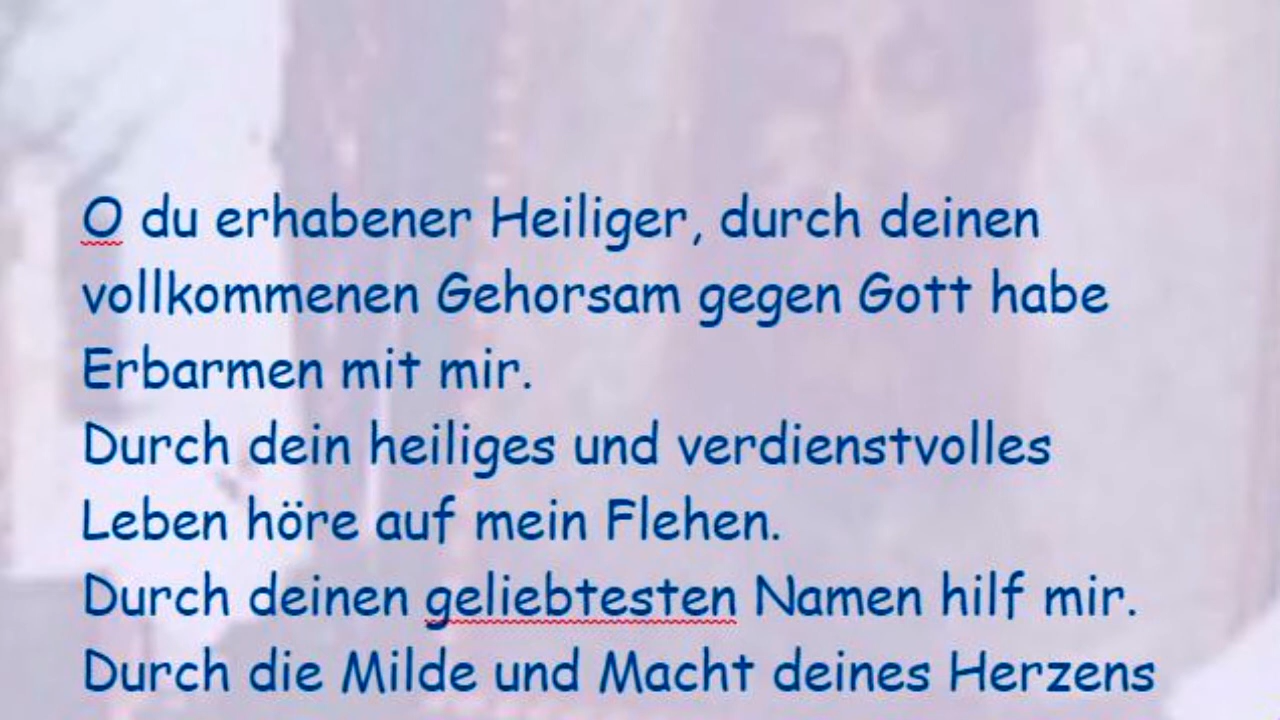 O du erhabener Heiliger, durch deinen
vollkommenen Gehorsam gegen Gott habe
Erbarmen mit mir.
Durch dein heiliges und verdienstvolles
Leben höre auf mein Flehen.
Durch deinen geliebtesten Namen hilf mir.
Durch die Milde und Macht deines Herzens